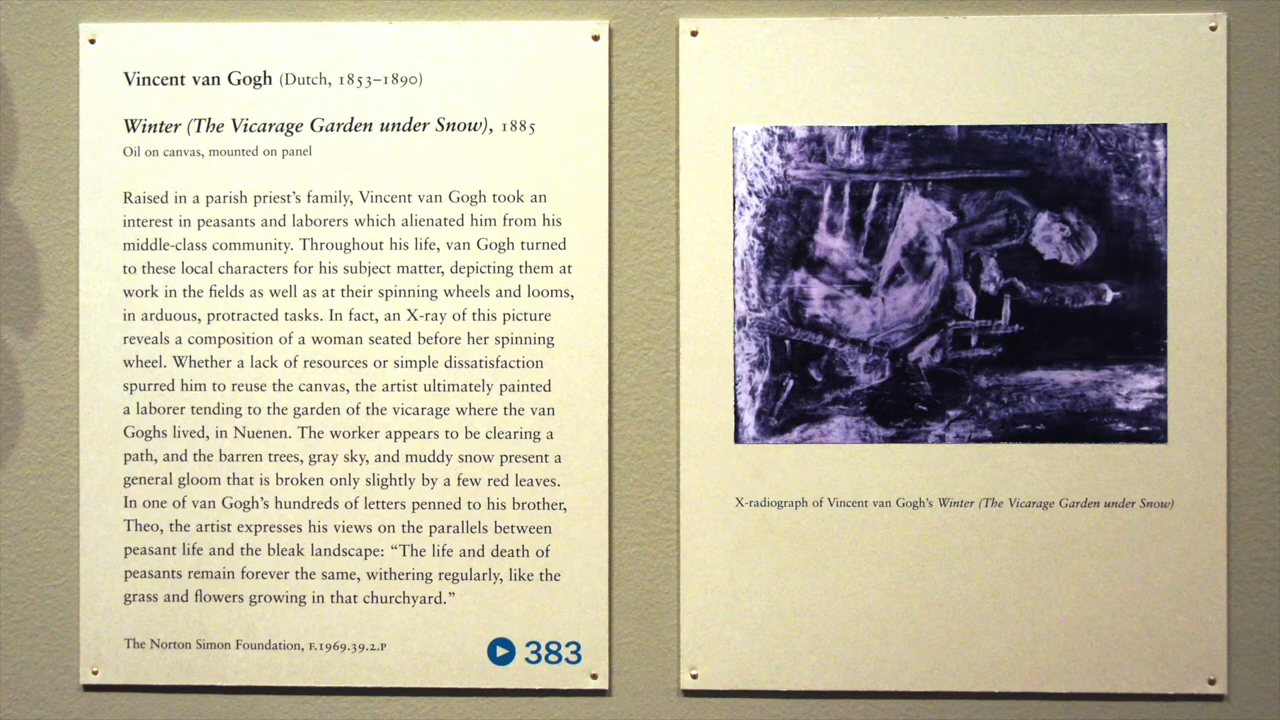 Vincent van Gogh (Dutch, 1853–1890)
Winter (The Vicarage Garden under Snow), 1885
Oil on canvas, mounted on panel
Raised in a parish priest’s family, Vincent van Gogh took an
interest in peasants and laborers which alienated him from his
middle-class community. Throughout his life, van Gogh turned
to these local characters for his subject matter, depicting them at
work in the fields as well as at their spinning wheels and looms,
in arduous, protracted tasks. In fact, an X-ray of this picture
reveals a composition of a woman seated before her spinning
wheel. Whether a lack of resources or simple dissatisfaction
spurred him to reuse the canvas, the artist ultimately painted
a laborer tending to the garden of the vicarage where the van
Goghs lived, in Nuenen. The worker appears to be clearing a
path, and the barren trees, gray sky, and muddy snow present a
general gloom that is broken only slightly by a few red leaves.
In one of van Gogh’s hundreds of letters penned to his brother,
Theo, the artist expresses his views on the parallels between
peasant life and the bleak landscape: “The life and death of
peasants remain forever the same, withering regularly, like the
grass and flowers growing in that churchyard.”
The Norton Simon Foundation, F.1969.39.2.P
383
X-radiograph of Vincent van Gogh’s Winter (The Vicarage Garden under Snow)